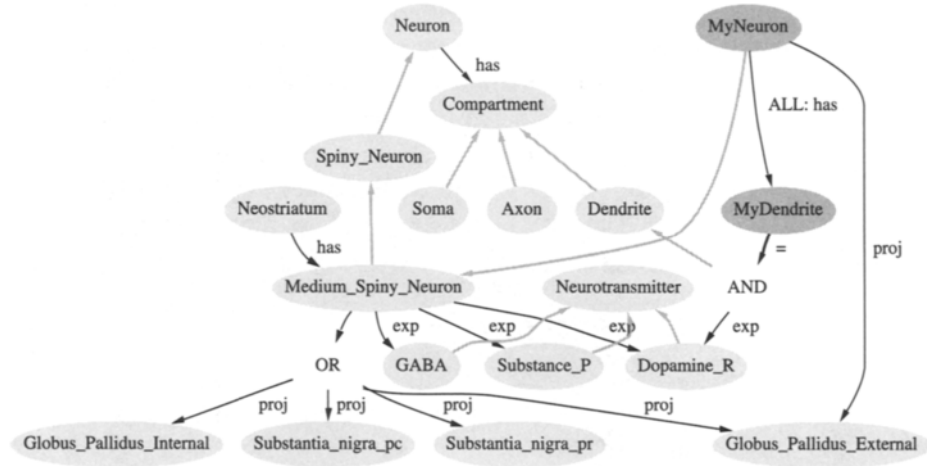 Neuron
MyNeuron
has
Compartment
ALL: has
Spiny_Neuron
Neostriatum
Soma
Axon
Dendrite
MyDendrite
has
=
proj
Medium_Spiny_Neuron
Neurotransmitter
AND
exp
exp
exp
exp
OR
GABA
Substance_P
Dopamine_R
proj
proj
proj
proj
Globus_Pallidus_Internal
Substantia_nigra_pc
Substantia_nigra_pr
Globus_Pallidus_External